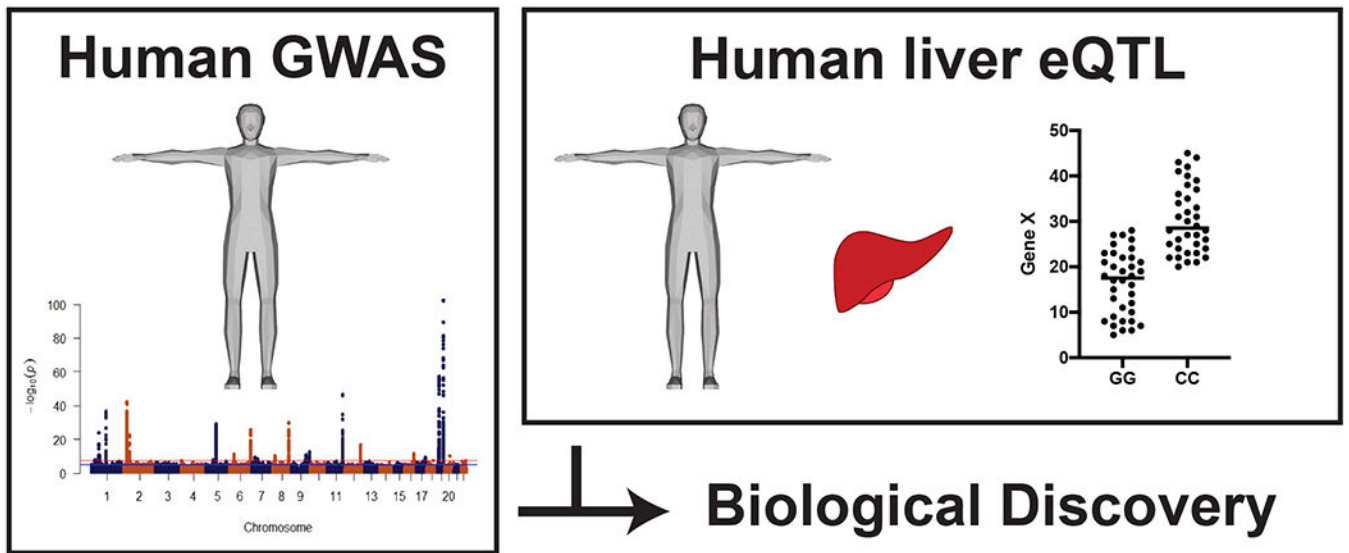 Human GWAS
100
80
60
40
20
0
−log₁₀(p)
1 2 3 4 5 6 7 8 9 11 13 15 17 20
Chromosome
Human liver eQTL
50
40
30
20
10
0
Gene X
GG CC
Biological Discovery